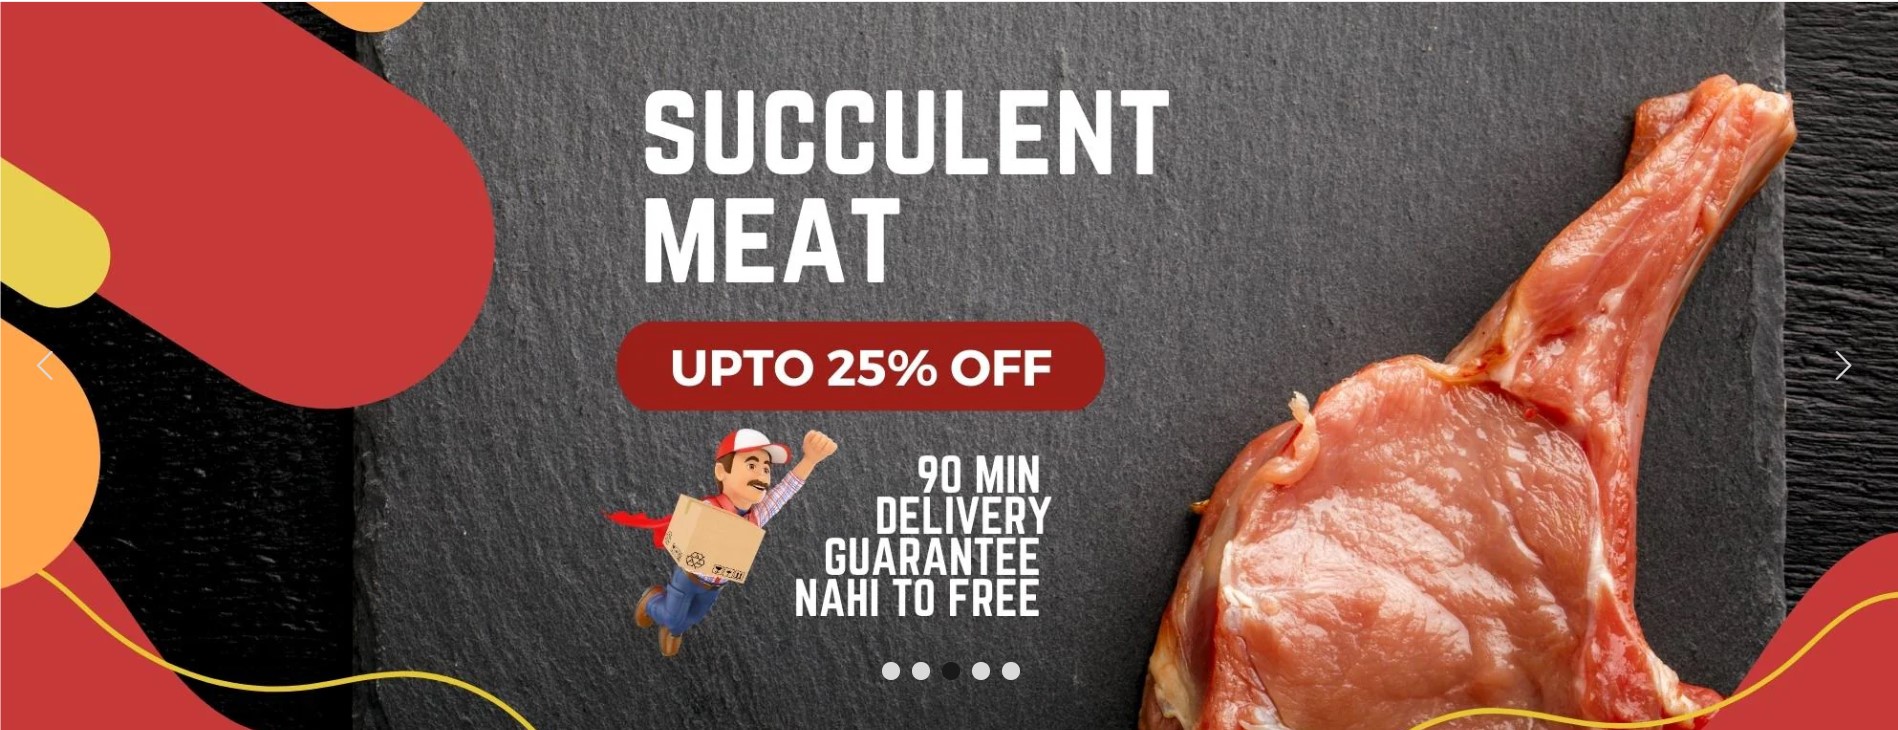 SUCCULENT
MEAT
UPTO 25% OFF
90 MIN
DELIVERY
GUARANTEE
NAHI TO FREE